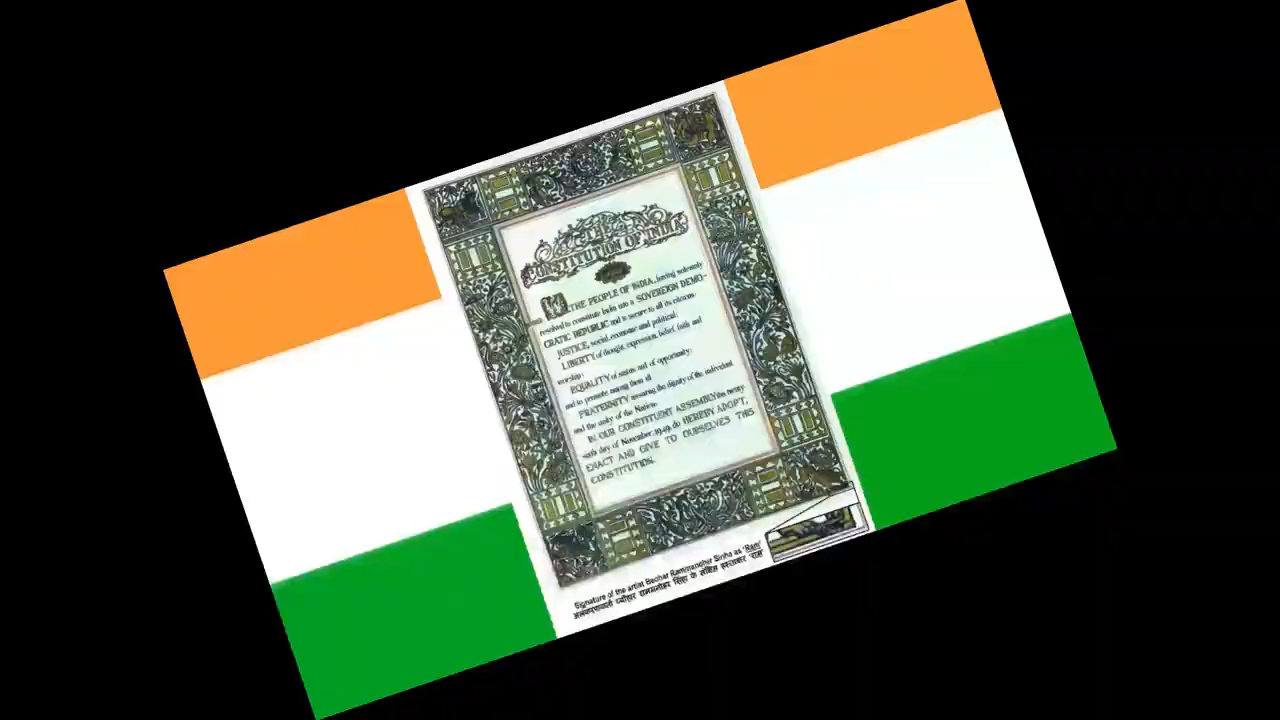 THE
CONSTITUTION OF INDIA
WE, THE PEOPLE OF INDIA, having solemnly
resolved to constitute India into a SOVEREIGN DEMO-
CRATIC REPUBLIC and to secure to all its citizens:
JUSTICE, social, economic and political;
LIBERTY of thought, expression, belief, faith and
worship;
EQUALITY of status and of opportunity;
and to promote among them all
FRATERNITY assuring the dignity of the individual
and the unity of the Nation;
IN OUR CONSTITUENT ASSEMBLY this twenty-
sixth day of November, 1949, do HEREBY ADOPT,
ENACT AND GIVE TO OURSELVES THIS
CONSTITUTION.
Signature of the artist Beohar Rammanohar Sinha as 'Ram'
राममनोहर सिंहा के संक्षिप्त हस्ताक्षर 'राम'